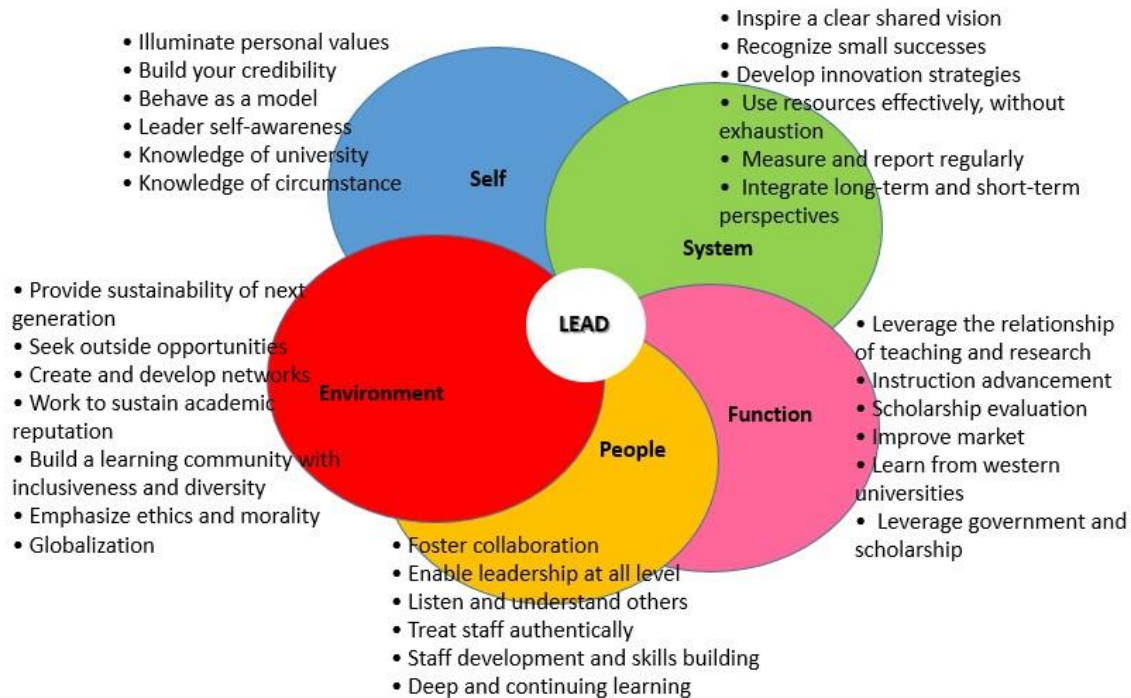 • Illuminate personal values
• Build your credibility
• Behave as a model
• Leader self-awareness
• Knowledge of university
• Knowledge of circumstance
Self
• Inspire a clear shared vision
• Recognize small successes
• Develop innovation strategies
• Use resources effectively, without
exhaustion
• Measure and report regularly
• Integrate long-term and short-term
perspectives
System
LEAD
• Provide sustainability of next
generation
• Seek outside opportunities
• Create and develop networks
• Work to sustain academic
reputation
• Build a learning community with
inclusiveness and diversity
• Emphasize ethics and morality
• Globalization
Environment
• Leverage the relationship
of teaching and research
• Instruction advancement
• Scholarship evaluation
• Improve market
• Learn from western
universities
• Leverage government and
scholarship
Function
People
• Foster collaboration
• Enable leadership at all level
• Listen and understand others
• Treat staff authentically
• Staff development and skills building
• Deep and continuing learning